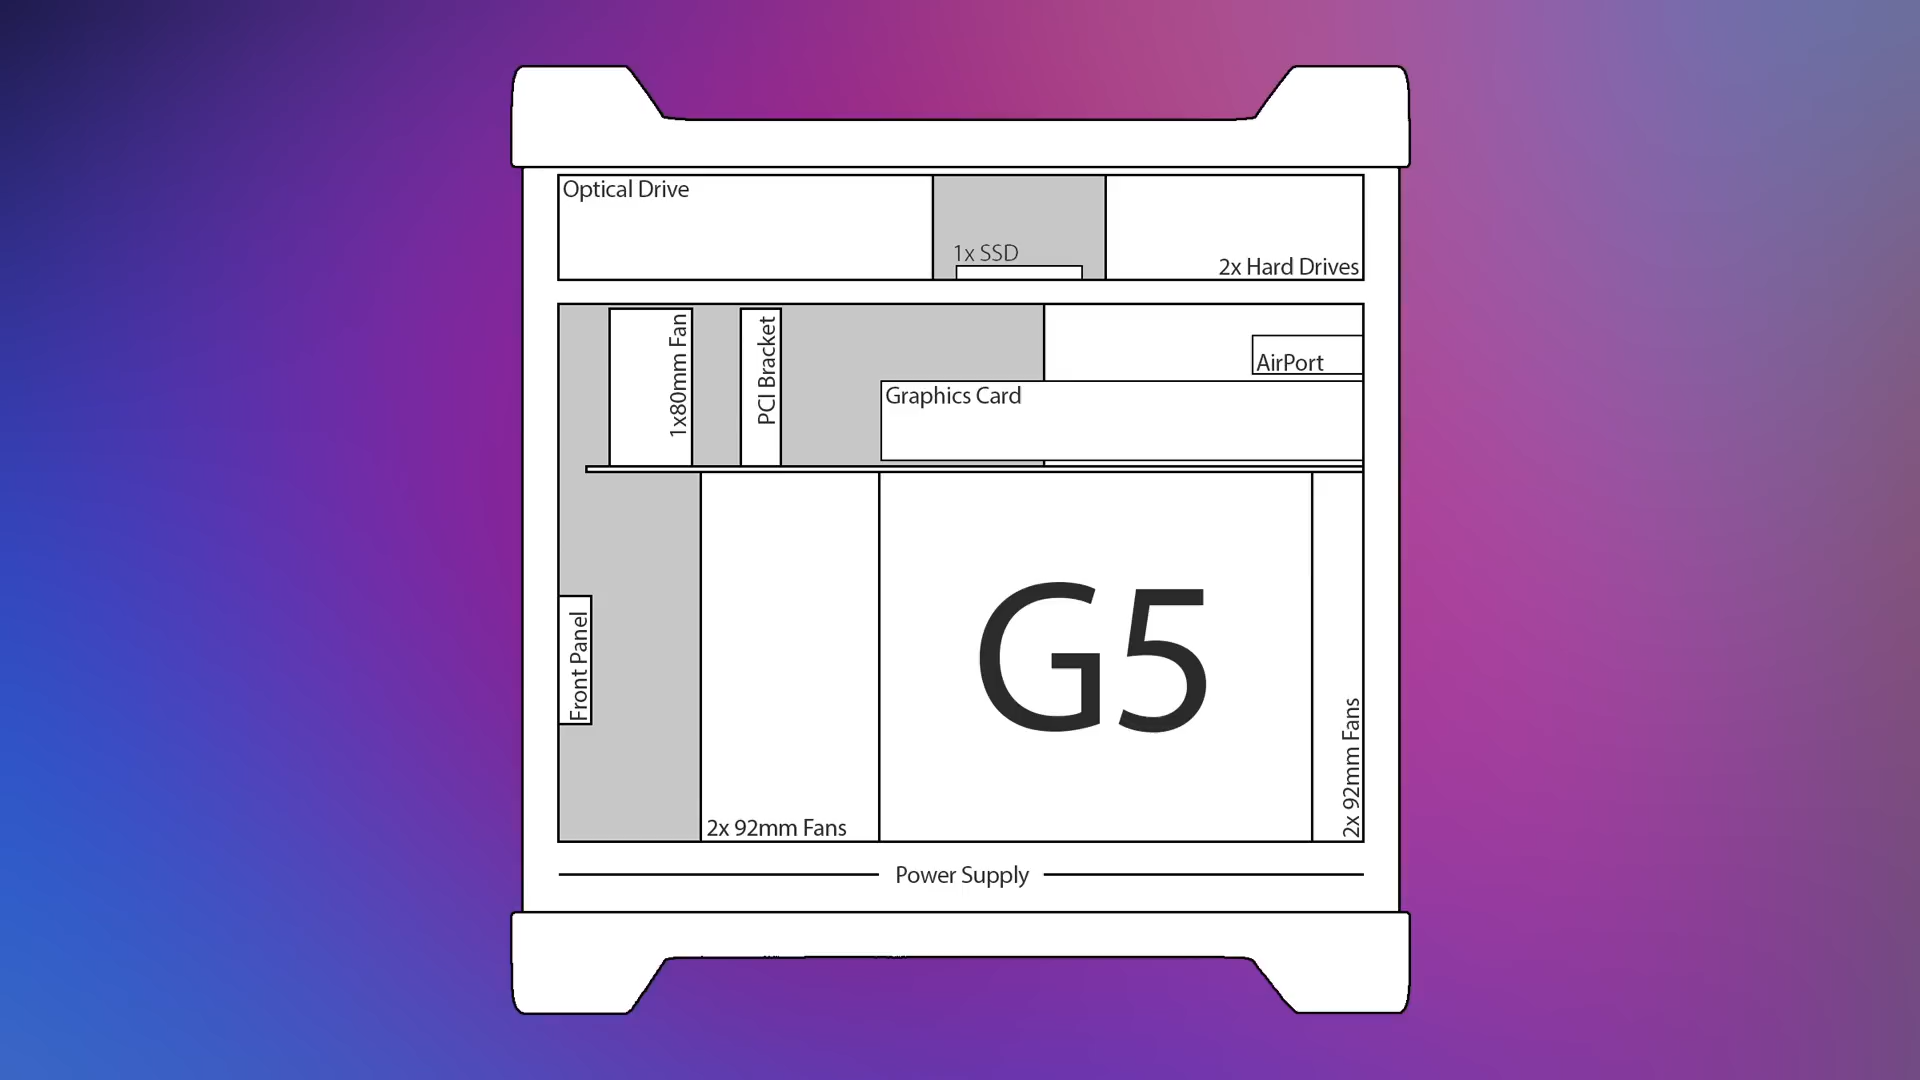 Optical Drive
1x SSD
2x Hard Drives
1x80mm Fan
PCI Bracket
AirPort
Graphics Card
Front Panel
2x 92mm Fans
G5
2x 92mm Fans
Power Supply